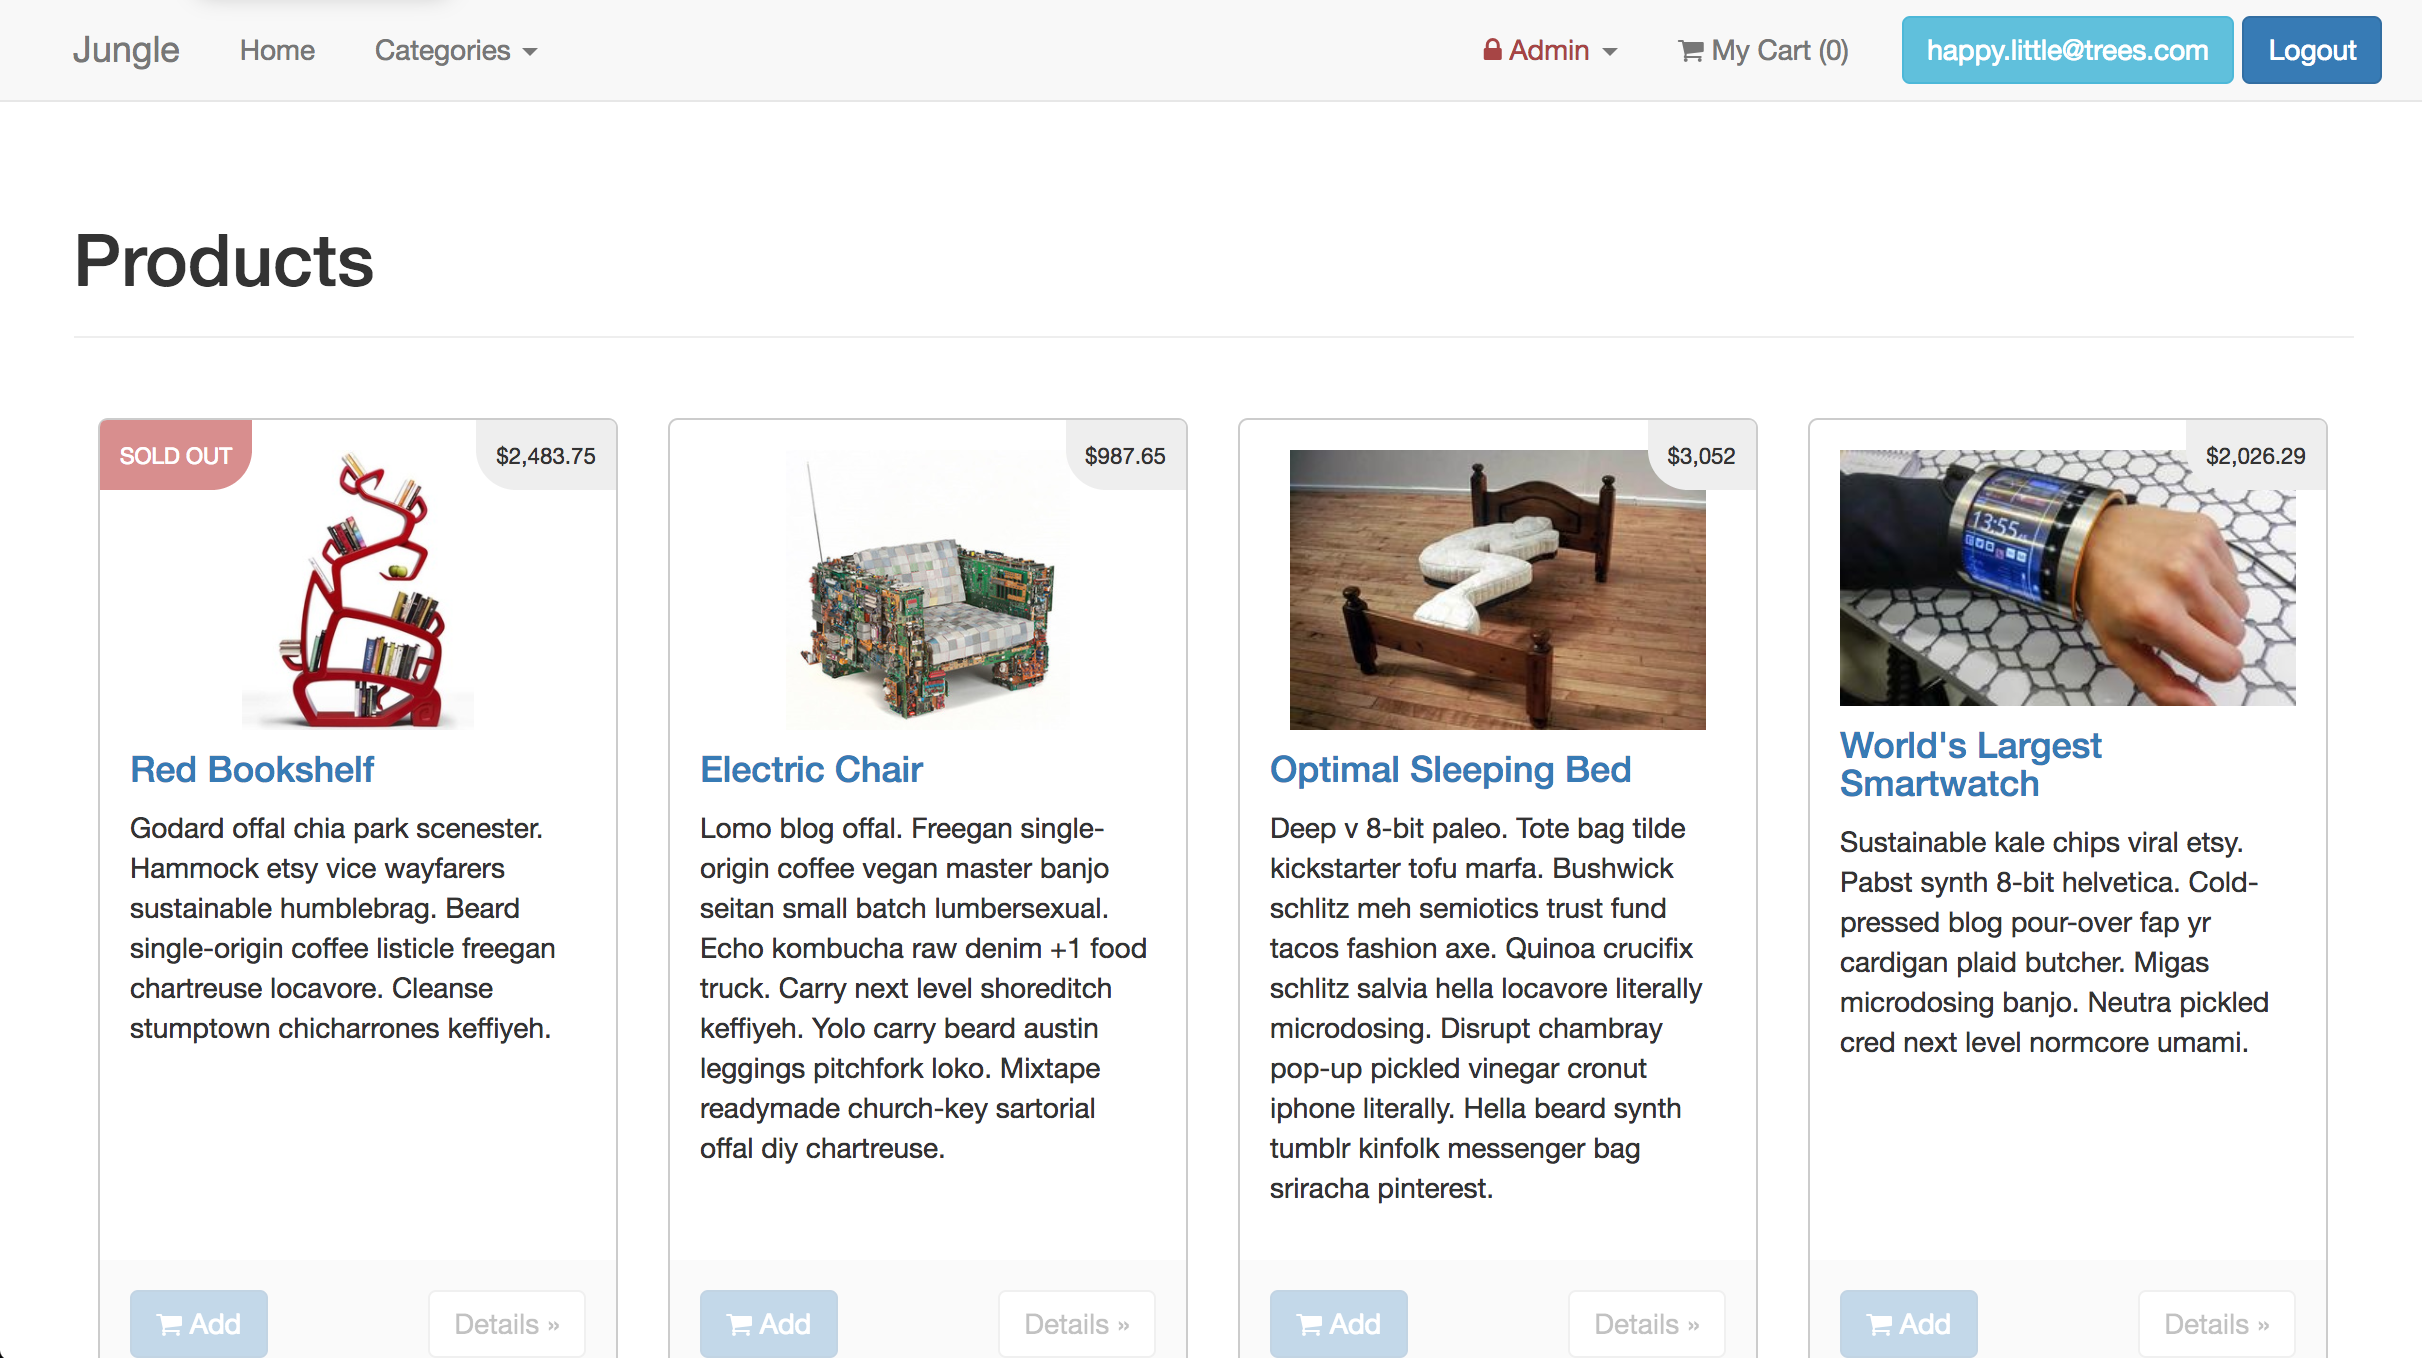 Jungle Home Categories Admin My Cart (0) happy.little@trees.com Logout
Products
SOLD OUT
$2,483.75
Red Bookshelf
Godard offal chia park scenester.
Hammock etsy vice wayfarers
sustainable humblebrag. Beard
single-origin coffee listicle freegan
chartreuse locavore. Cleanse
stumptown chicharrones keffiyeh.
Add
Details »
$987.65
Electric Chair
Lomo blog offal. Freegan single-
origin coffee vegan master banjo
seitan small batch lumbersexual.
Echo kombucha raw denim +1 food
truck. Carry next level shoreditch
keffiyeh. Yolo carry beard austin
leggings pitchfork loko. Mixtape
readymade church-key sartorial
offal diy chartreuse.
Add
Details »
$3,052
Optimal Sleeping Bed
Deep v 8-bit paleo. Tote bag tilde
kickstarter tofu marfa. Bushwick
schlitz meh semiotics trust fund
tacos fashion axe. Quinoa crucifix
schlitz salvia hella locavore literally
microdosing. Disrupt chambray
pop-up pickled vinegar cronut
iphone literally. Hella beard synth
tumblr kinfolk messenger bag
sriracha pinterest.
Add
Details »
$2,026.29
13:55
World's Largest
Smartwatch
Sustainable kale chips viral etsy.
Pabst synth 8-bit helvetica. Cold-
pressed blog pour-over fap yr
cardigan plaid butcher. Migas
microdosing banjo. Neutra pickled
cred next level normcore umami.
Add
Details »